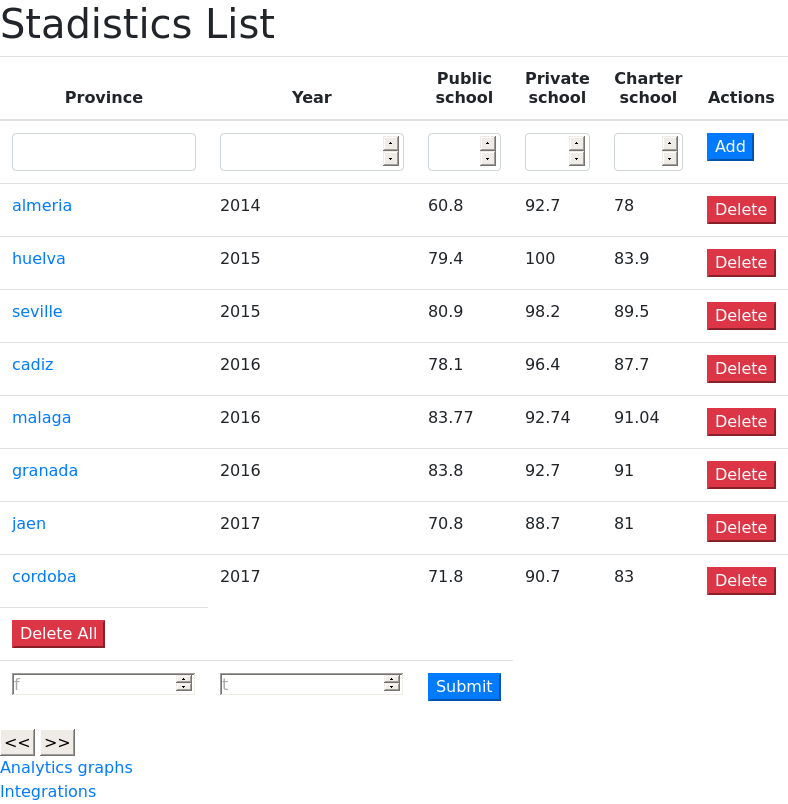 Stadistics List
Province Year Public school Private school Charter school Actions
Add
almeria 2014 60.8 92.7 78 Delete
huelva 2015 79.4 100 83.9 Delete
seville 2015 80.9 98.2 89.5 Delete
cadiz 2016 78.1 96.4 87.7 Delete
malaga 2016 83.77 92.74 91.04 Delete
granada 2016 83.8 92.7 91 Delete
jaen 2017 70.8 88.7 81 Delete
cordoba 2017 71.8 90.7 83 Delete
Delete All
f t Submit
<< >>
Analytics graphs
Integrations